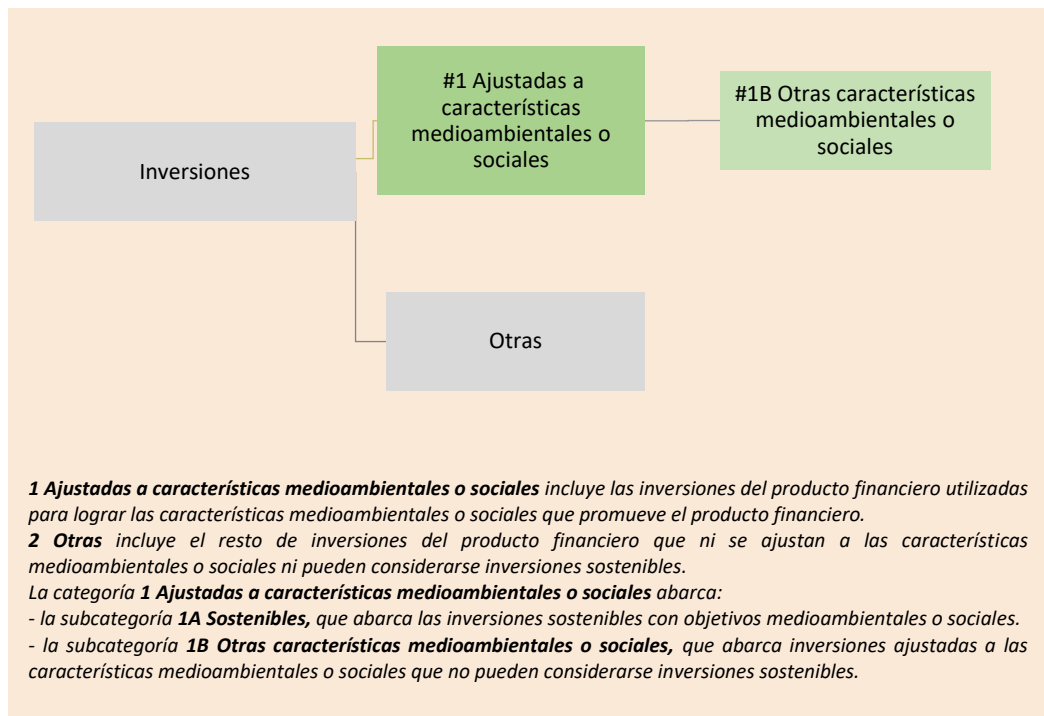 #1 Ajustadas a
características
medioambientales o
sociales
#1B Otras características
medioambientales o
sociales
Inversiones
Otras
1 Ajustadas a características medioambientales o sociales incluye las inversiones del producto financiero utilizadas
para lograr las características medioambientales o sociales que promueve el producto financiero.
2 Otras incluye el resto de inversiones del producto financiero que ni se ajustan a las características
medioambientales o sociales ni pueden considerarse inversiones sostenibles.
La categoría 1 Ajustadas a características medioambientales o sociales abarca:
- la subcategoría 1A Sostenibles, que abarca las inversiones sostenibles con objetivos medioambientales o sociales.
- la subcategoría 1B Otras características medioambientales o sociales, que abarca inversiones ajustadas a las
características medioambientales o sociales que no pueden considerarse inversiones sostenibles.